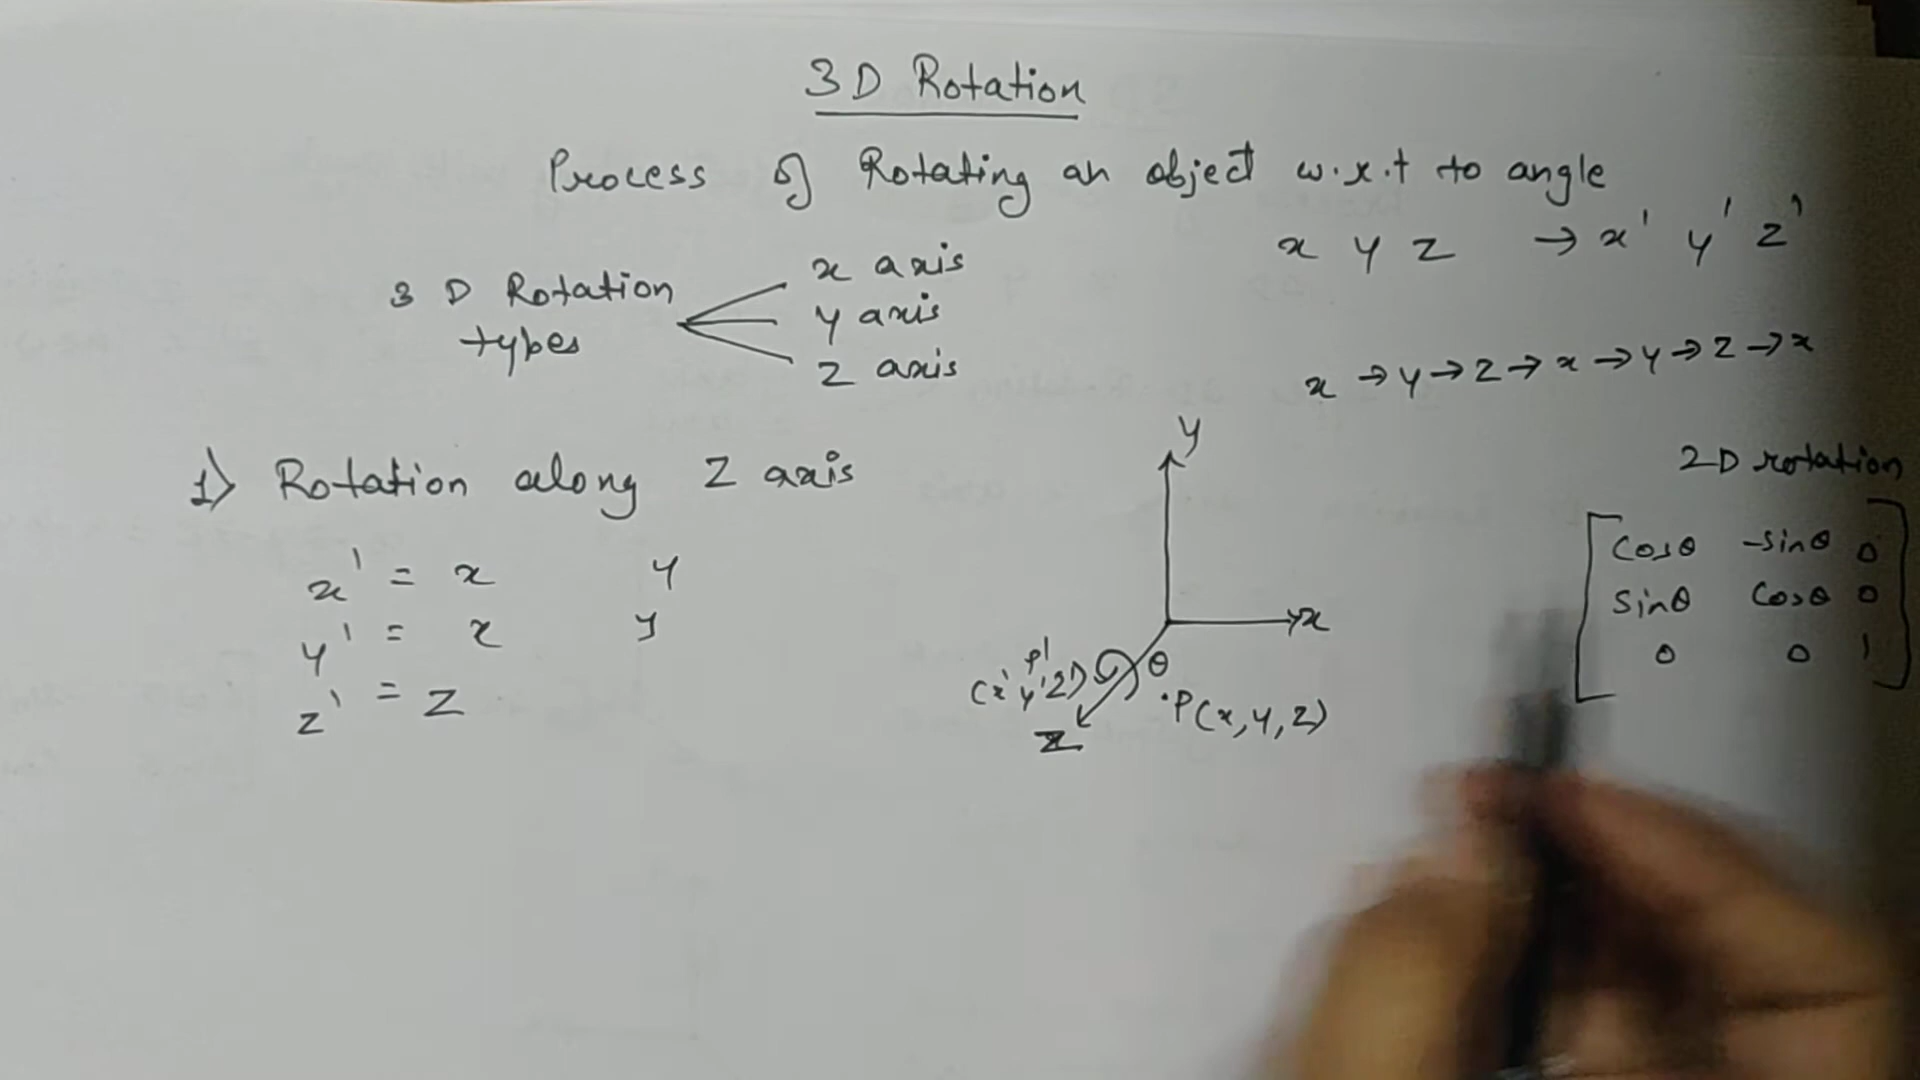 3D Rotation
Process of Rotating an object w.r.t to angle
x y z → x' y' z'
3 D Rotation types
x axis
y axis
z axis
x → y → z → x → y → z → x
1) Rotation along Z axis
x' = x y
y' = x y
z' = z
y
x
θ
p'
(x' y' z')
.P(x, y, z)
z
2D rotation
cosθ -sinθ 0
sinθ cosθ 0
0 0 1